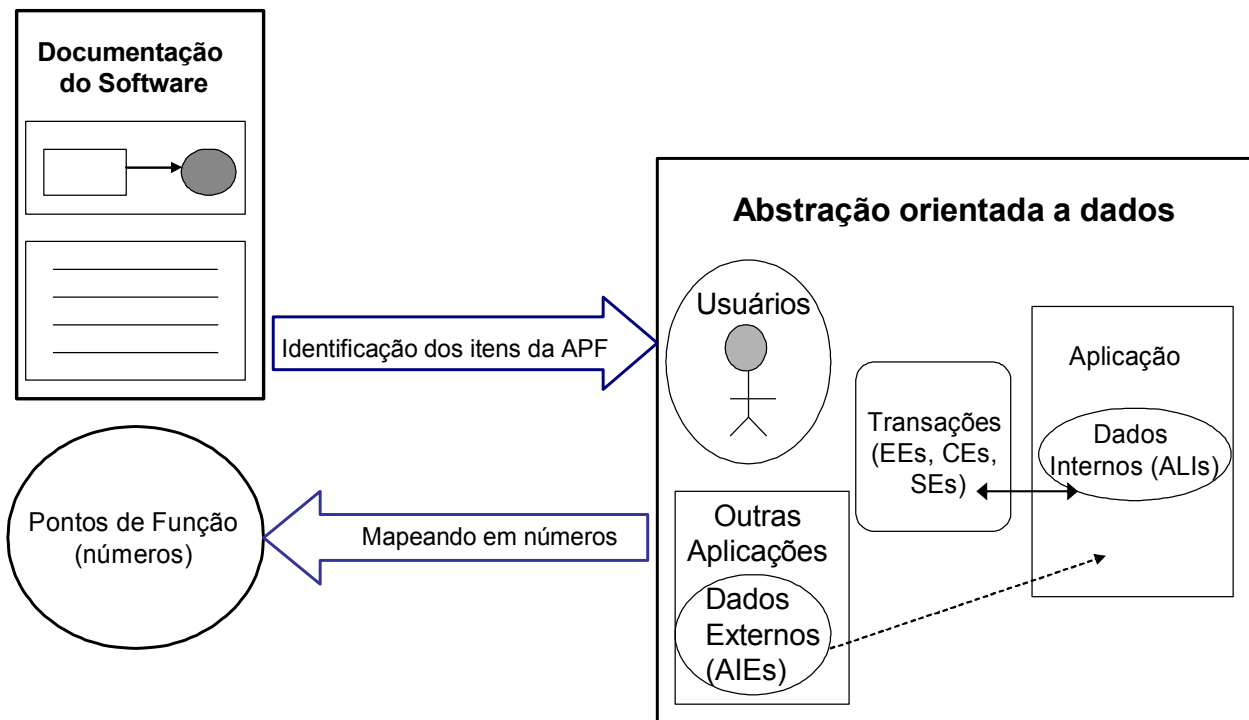 Documentação
do Software
Identificação dos itens da APF
Abstração orientada a dados
Usuários
Aplicação
Transações
(EEs, CEs,
SEs)
Dados
Internos (ALIs)
Outras
Aplicações
Dados
Externos
(AIEs)
Mapeando em números
Pontos de Função
(números)